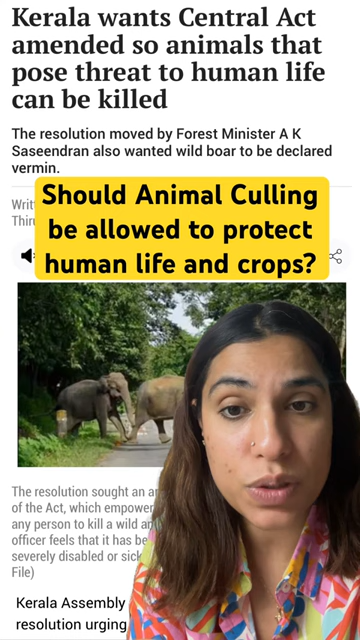 Kerala wants Central Act
amended so animals that
pose threat to human life
can be killed
The resolution moved by Forest Minister A K
Saseendran also wanted wild boar to be declared
vermin.
Should Animal Culling
be allowed to protect
human life and crops?
The resolution sought an
of the Act, which empower
any person to kill a wild
officer feels that it has be
severely disabled or sick
File)
Kerala Assembly
resolution urging